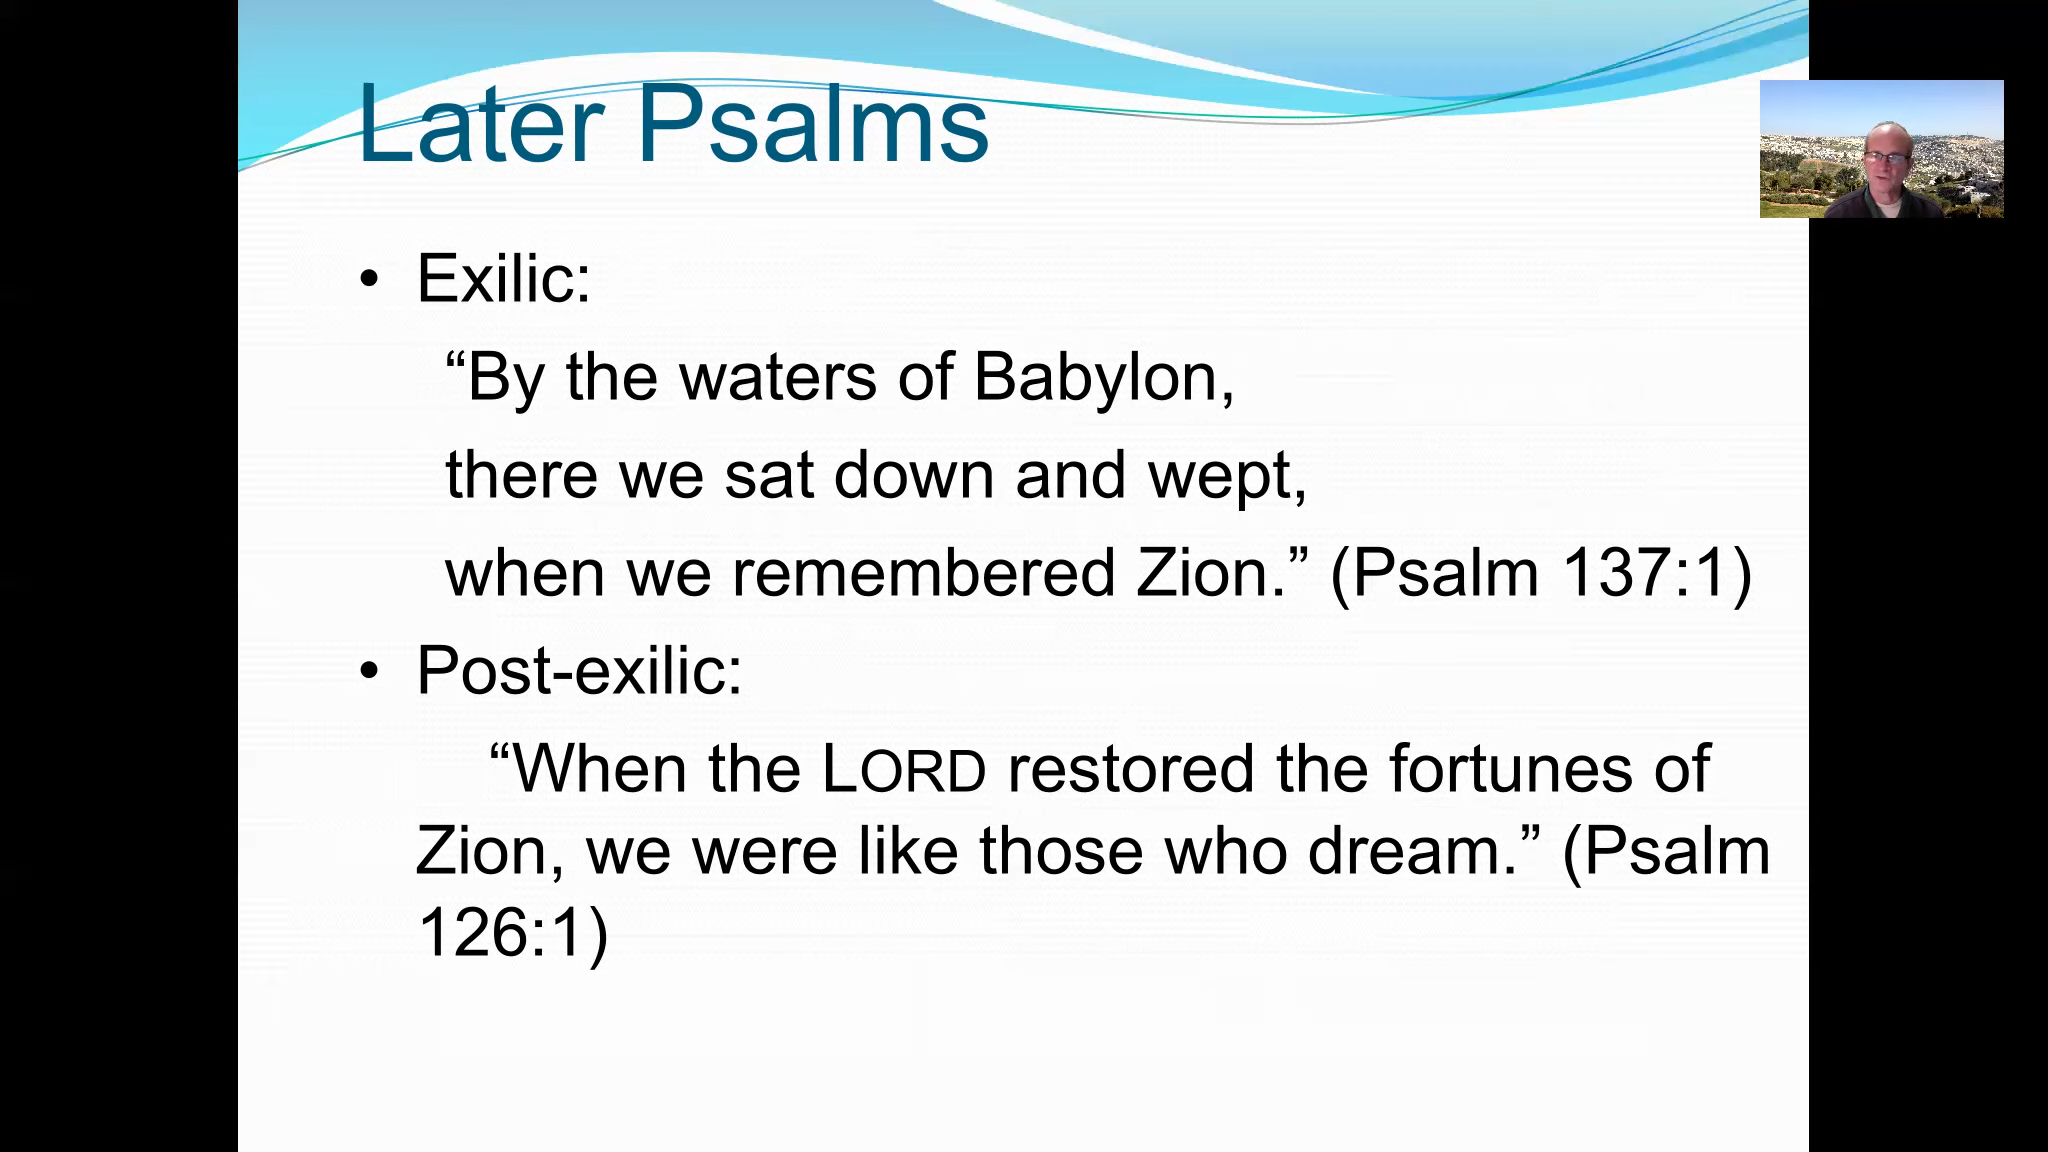 Later Psalms
• Exilic:
“By the waters of Babylon,
there we sat down and wept,
when we remembered Zion.” (Psalm 137:1)
• Post-exilic:
“When the LORD restored the fortunes of
Zion, we were like those who dream.” (Psalm
126:1)